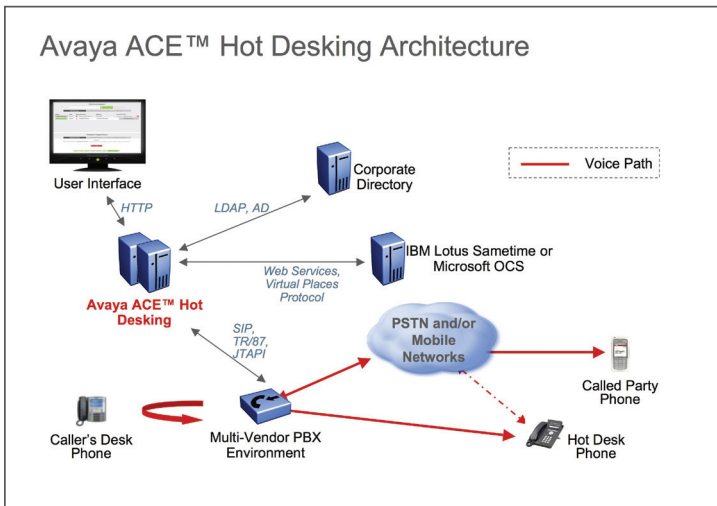 Avaya ACE™ Hot Desking Architecture
User Interface
Corporate
Directory
Voice Path
HTTP
LDAP, AD
IBM Lotus Sametime or
Microsoft OCS
Web Services,
Virtual Places
Protocol
Avaya ACE™ Hot
Desking
SIP,
TR/87,
JTAPI
PSTN and/or
Mobile
Networks
Called Party
Phone
Caller's Desk
Phone
Multi-Vendor PBX
Environment
Hot Desk
Phone